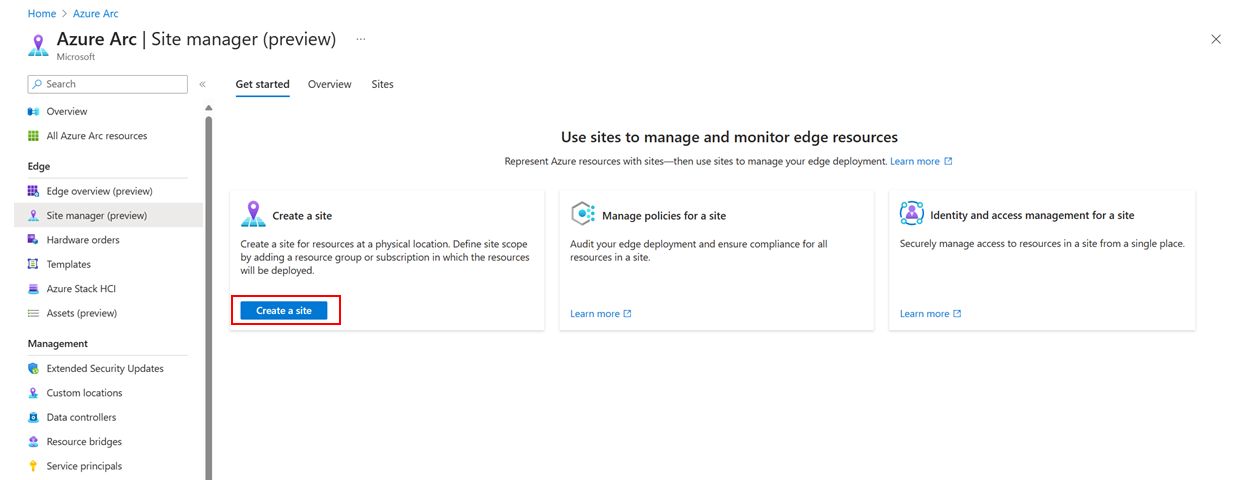 Home > Azure Arc
Azure Arc | Site manager (preview) ...
Microsoft
Search «
Overview
All Azure Arc resources
Edge
Edge overview (preview)
Site manager (preview)
Hardware orders
Templates
Azure Stack HCI
Assets (preview)
Management
Extended Security Updates
Custom locations
Data controllers
Resource bridges
Service principals
Get started Overview Sites
Use sites to manage and monitor edge resources
Represent Azure resources with sites—then use sites to manage your edge deployment. Learn more
Create a site
Create a site for resources at a physical location. Define site scope
by adding a resource group or subscription in which the resources
will be deployed.
Create a site
Manage policies for a site
Audit your edge deployment and ensure compliance for all
resources in a site.
Learn more
Identity and access management for a site
Securely manage access to resources in a site from a single place.
Learn more